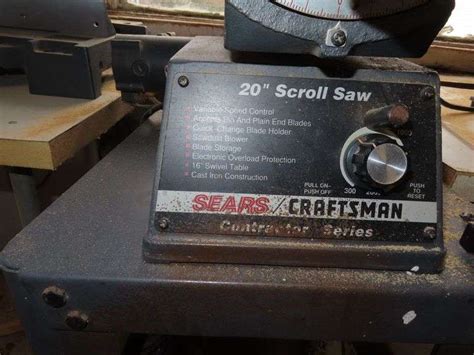 20" Scroll Saw
Variable Speed Control
Accepts Pin and Plain End Blades
Quick-Change Blade Holder
Sawdust Blower
Blade Storage
Electronic Overload Protection
16" Swivel Table
Cast Iron Construction
PULL ON-
PUSH OFF
300
PUSH
TO
RESET
SEARS/CRAFTSMAN
Contractor Series